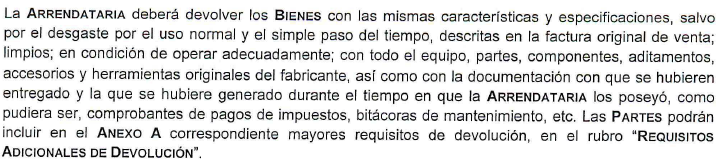 La ARRENDATARIA deberá devolver los BIENES con las mismas características y especificaciones, salvo
por el desgaste por el uso normal y el simple paso del tiempo, descritas en la factura original de venta;
limpios; en condición de operar adecuadamente; con todo el equipo, partes, componentes, aditamentos,
accesorios y herramientas originales del fabricante, así como con la documentación con que se hubieren
entregado y la que se hubiere generado durante el tiempo en que la ARRENDATARIA los poseyó, como
pudiera ser, comprobantes de pagos de impuestos, bitácoras de mantenimiento, etc. Las PARTES podrán
incluir en el ANEXO A correspondiente mayores requisitos de devolución, en el rubro “REQUISITOS
ADICIONALES DE DEVOLUCIÓN”.